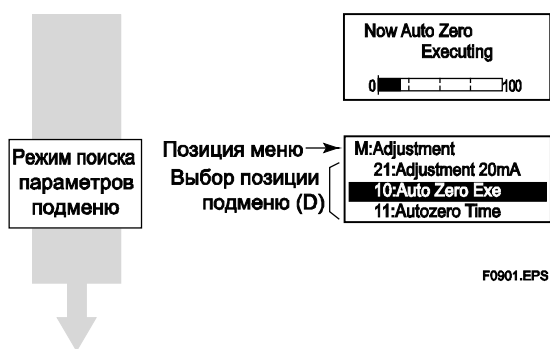 Now Auto Zero
Executing
0 100
Режим поиска
параметров
подменю
Позиция меню
Выбор позиции
подменю (D)
M:Adjustment
21:Adjustment 20mA
10:Auto Zero Exe
11:Autozero Time
F0901.EPS